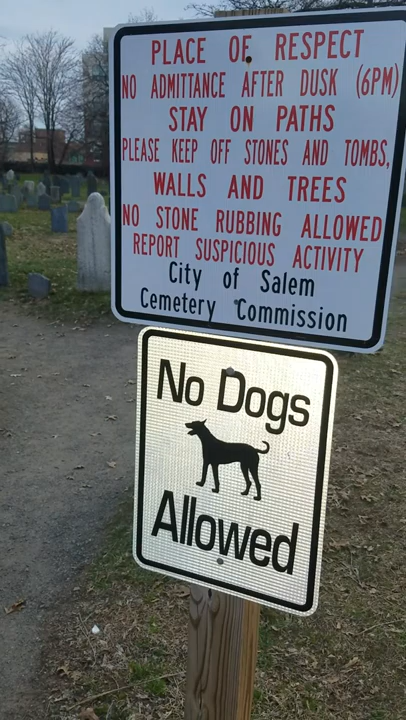 PLACE OF RESPECT
NO ADMITTANCE AFTER DUSK (6PM)
STAY ON PATHS
PLEASE KEEP OFF STONES AND TOMBS,
WALLS AND TREES
NO STONE RUBBING ALLOWED
REPORT SUSPICIOUS ACTIVITY
City of Salem
Cemetery Commission
No Dogs
Allowed